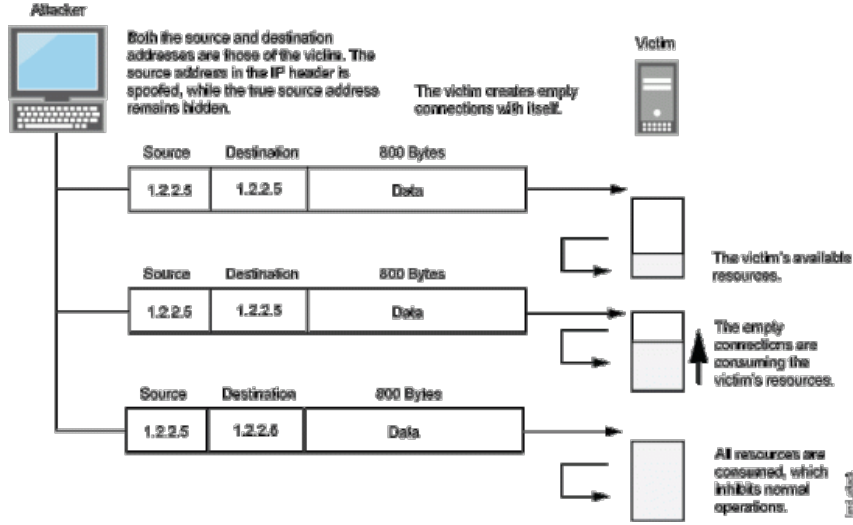 Attacker
Both the source and destination
addresses are those of the victim. The
source address in the IP header is
spoofed, while the true source address
remains hidden.
The victim creates empty
connections with itself.
Victim
Source Destination 800 Bytes
1.2.2.5 1.2.2.5 Data
The victim's available
resources.
Source Destination 800 Bytes
1.2.2.5 1.2.2.5 Data
The empty
connections are
consuming the
victim's resources.
Source Destination 800 Bytes
1.2.2.5 1.2.2.5 Data
All resources are
consumed, which
inhibits normal
operations.
land_attack